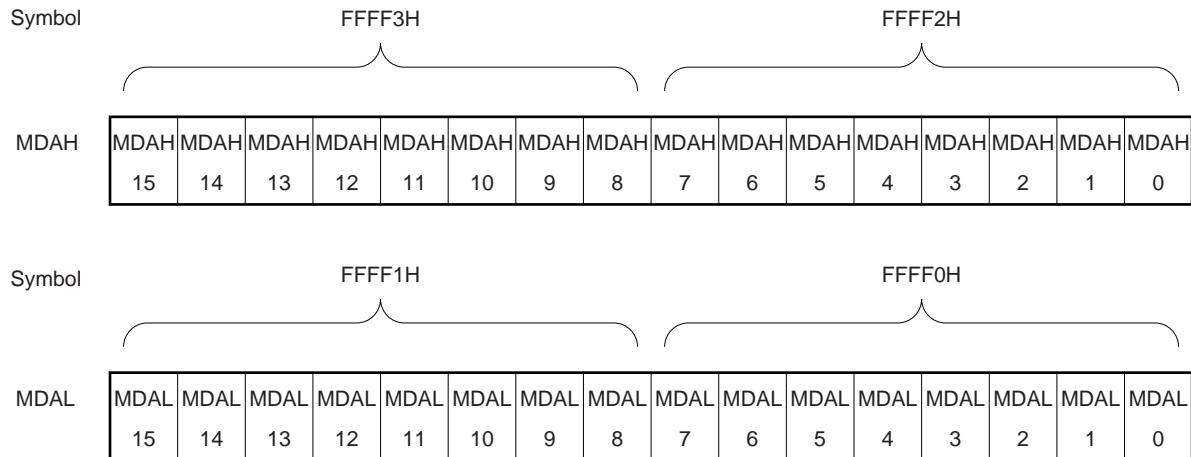 Symbol FFFF3H FFFF2H
MDAH MDAH MDAH MDAH MDAH MDAH MDAH MDAH MDAH MDAH MDAH MDAH MDAH MDAH MDAH MDAH MDAH
15 14 13 12 11 10 9 8 7 6 5 4 3 2 1 0
Symbol FFFF1H FFFF0H
MDAL MDAL MDAL MDAL MDAL MDAL MDAL MDAL MDAL MDAL MDAL MDAL MDAL MDAL MDAL MDAL MDAL
15 14 13 12 11 10 9 8 7 6 5 4 3 2 1 0